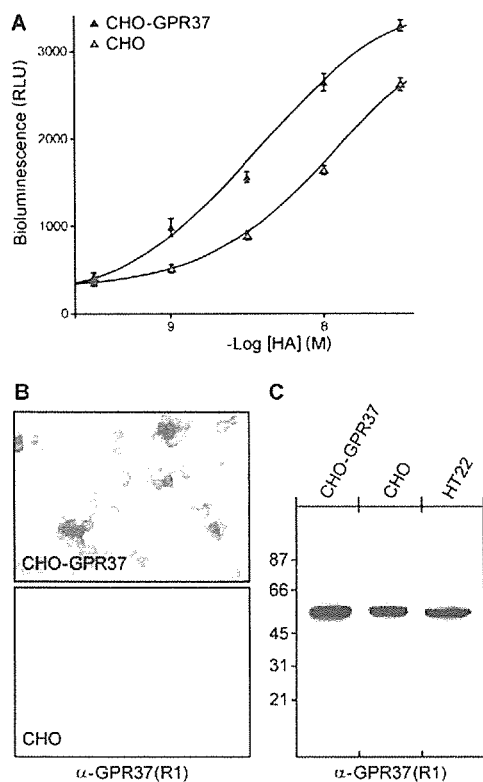 A
CHO-GPR37
CHO
Bioluminescence (RLU)
3000
2000
1000
0
9
8
-Log [HA] (M)
B
CHO-GPR37
CHO
α-GPR37(R1)
C
CHO-GPR37
CHO
HT22
87
66
45
31
21
α-GPR37(R1)